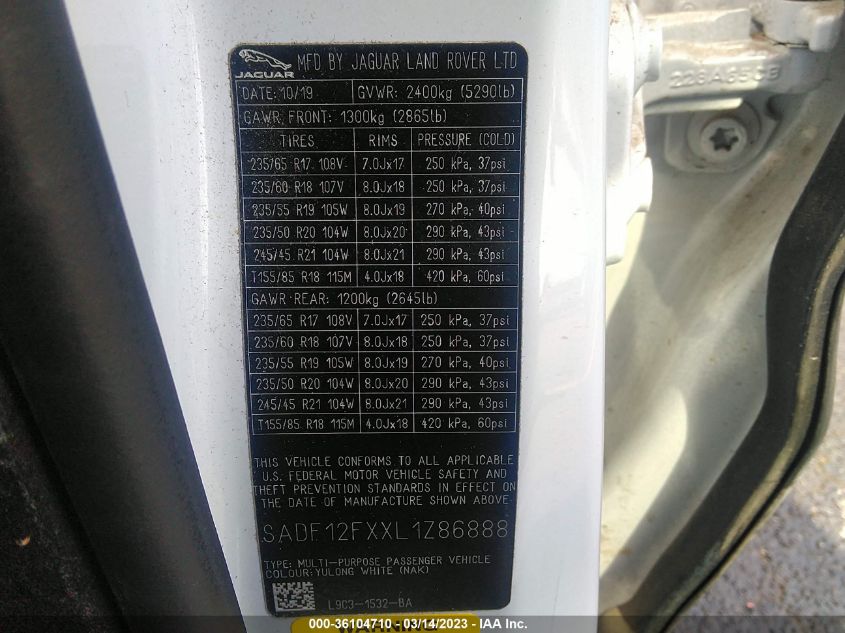 JAGUAR MFD BY JAGUAR LAND ROVER LTD
DATE: 10/19 GVWR: 2400kg (5290lb)
GAWR FRONT: 1300kg (2865lb)
TIRES RIMS PRESSURE (COLD)
235/65 R17 108V 7.0Jx17 250 kPa, 37psi
235/60 R18 107V 8.0Jx18 250 kPa, 37psi
235/55 R19 105W 8.0Jx19 270 kPa, 40psi
235/50 R20 104W 8.0Jx20 290 kPa, 43psi
245/45 R21 104W 8.0Jx21 290 kPa, 43psi
T155/85 R18 115M 4.0Jx18 420 kPa, 60psi
GAWR REAR: 1200kg (2645lb)
235/65 R17 108V 7.0Jx17 250 kPa, 37psi
235/60 R18 107V 8.0Jx18 250 kPa, 37psi
235/55 R19 105W 8.0Jx19 270 kPa, 40psi
235/50 R20 104W 8.0Jx20 290 kPa, 43psi
245/45 R21 104W 8.0Jx21 290 kPa, 43psi
T155/85 R18 115M 4.0Jx18 420 kPa, 60psi
THIS VEHICLE CONFORMS TO ALL APPLICABLE
U.S. FEDERAL MOTOR VEHICLE SAFETY AND
THEFT PREVENTION STANDARDS IN EFFECT ON
THE DATE OF MANUFACTURE SHOWN ABOVE
SADF12FXXL1Z86888
TYPE: MULTI-PURPOSE PASSENGER VEHICLE
COLOUR: YULONG WHITE (NAK)
L9C3-1532-BA
WARNING
000-36104710 - 03/14/2023 - IAA Inc.